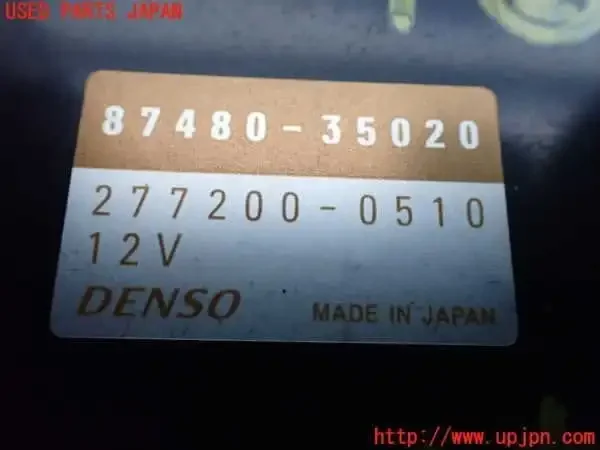 USED PARTS JAPAN
87480-35020
277200-0510
12V
DENSO MADE IN JAPAN
http://www.upjpn.com/